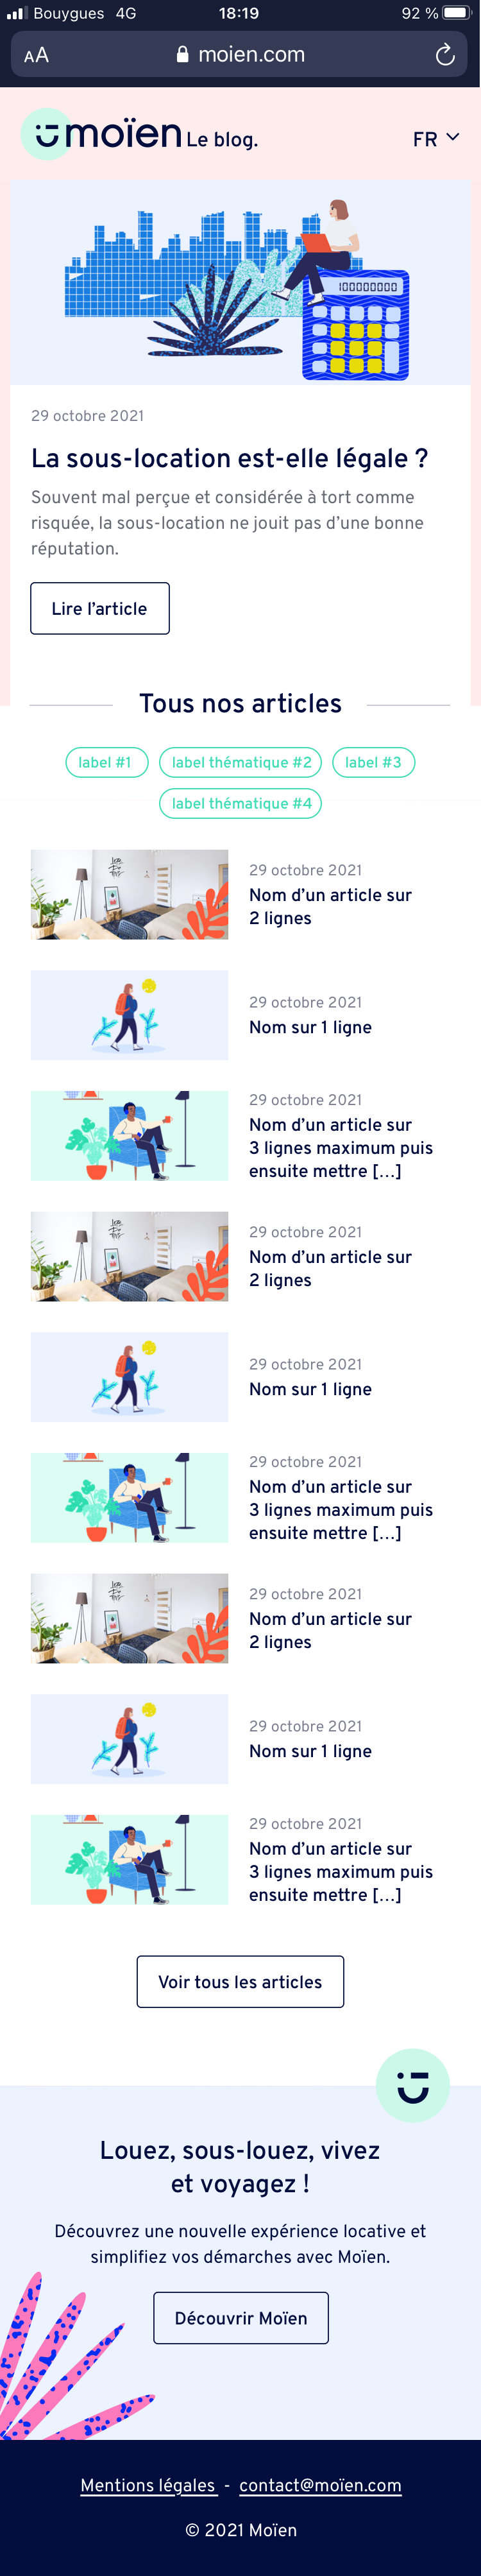 Bouygues 4G 18:19 92 %
AA moien.com
moïen Le blog. FR
29 octobre 2021
La sous-location est-elle légale ?
Souvent mal perçue et considérée à tort comme
risquée, la sous-location ne jouit pas d’une bonne
réputation.
Lire l’article
Tous nos articles
label #1 label thématique #2 label #3
label thématique #4
29 octobre 2021
Nom d’un article sur
2 lignes
29 octobre 2021
Nom sur 1 ligne
29 octobre 2021
Nom d’un article sur
3 lignes maximum puis
ensuite mettre […]
29 octobre 2021
Nom d’un article sur
2 lignes
29 octobre 2021
Nom sur 1 ligne
29 octobre 2021
Nom d’un article sur
3 lignes maximum puis
ensuite mettre […]
29 octobre 2021
Nom d’un article sur
2 lignes
29 octobre 2021
Nom sur 1 ligne
29 octobre 2021
Nom d’un article sur
3 lignes maximum puis
ensuite mettre […]
Voir tous les articles
Louez, sous-louez, vivez
et voyagez !
Découvrez une nouvelle expérience locative et
simplifiez vos démarches avec Moïen.
Découvrir Moïen
Mentions légales - contact@moïen.com
© 2021 Moïen